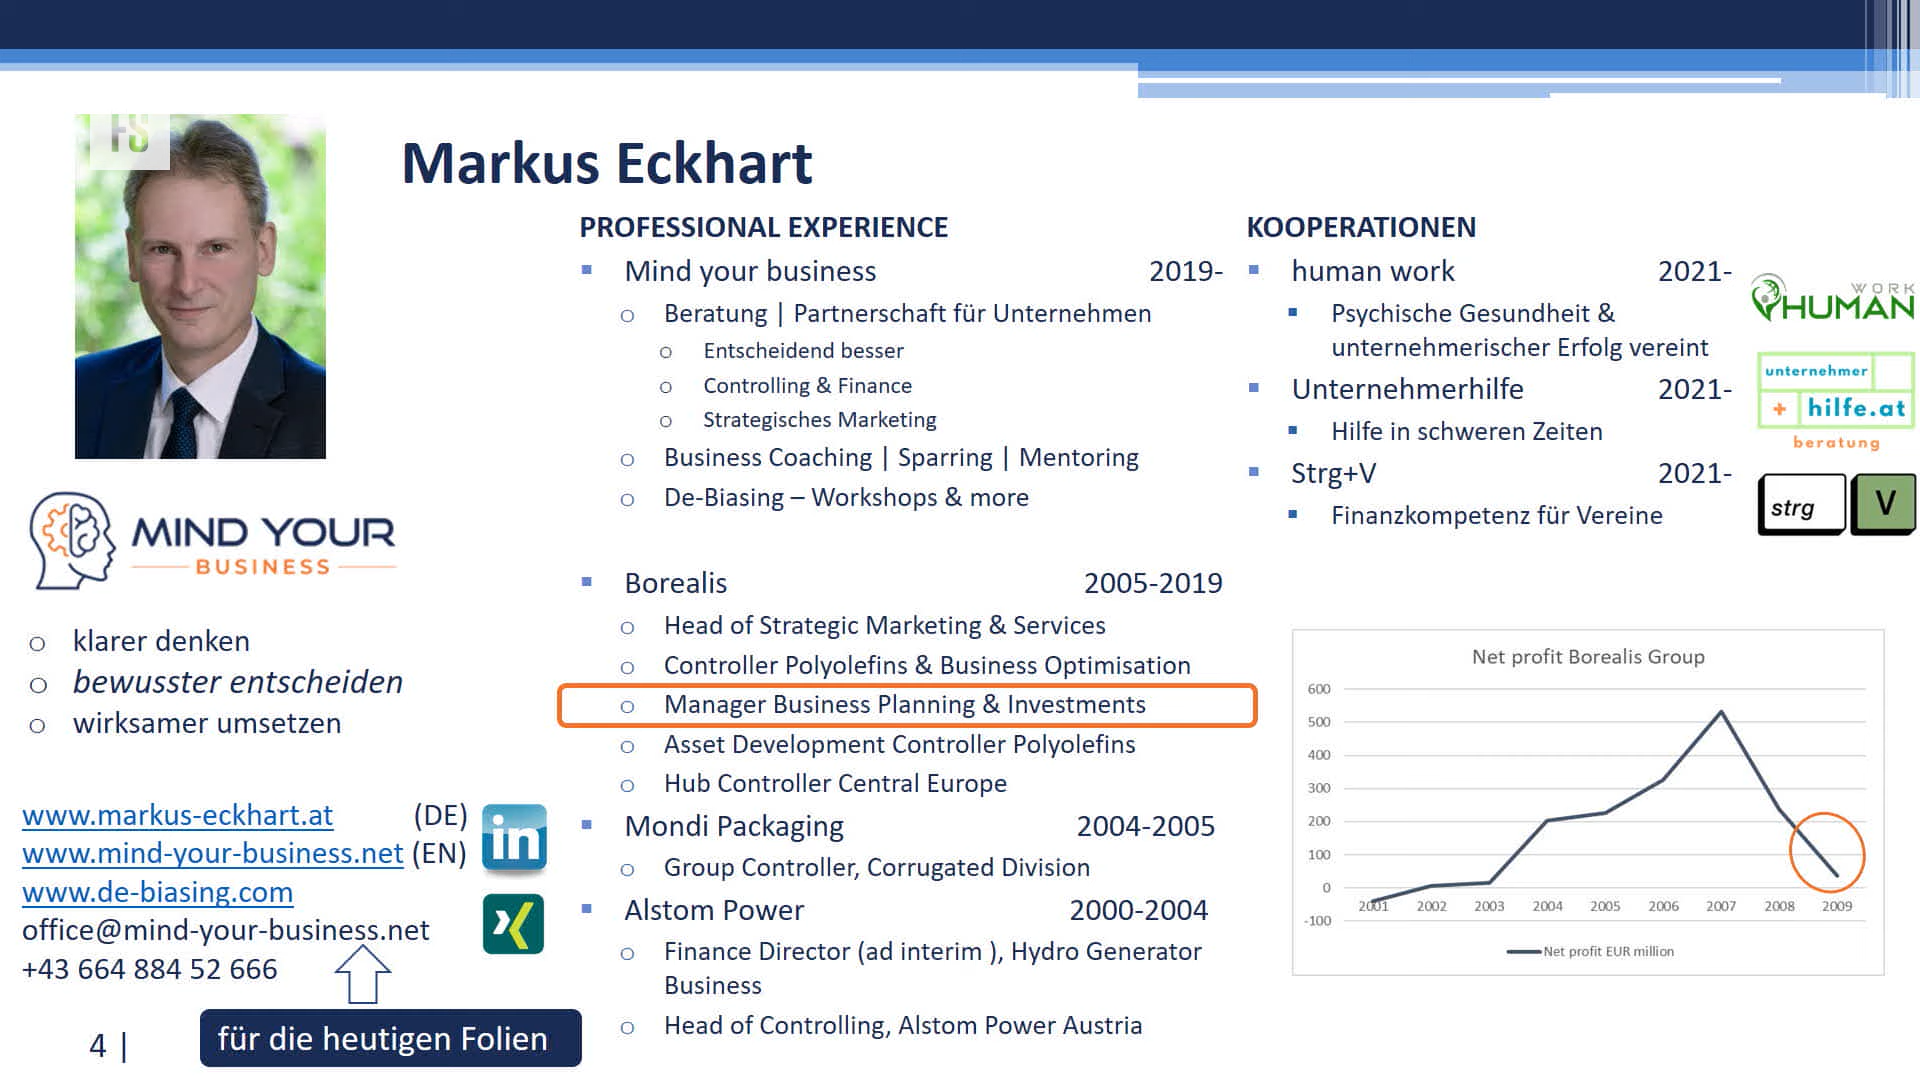 FS
Markus Eckhart
PROFESSIONAL EXPERIENCE
Mind your business 2019-
Beratung | Partnerschaft für Unternehmen
Entscheidend besser
Controlling & Finance
Strategisches Marketing
Business Coaching | Sparring | Mentoring
De-Biasing – Workshops & more
Borealis 2005-2019
Head of Strategic Marketing & Services
Controller Polyolefins & Business Optimisation
Manager Business Planning & Investments
Asset Development Controller Polyolefins
Hub Controller Central Europe
Mondi Packaging 2004-2005
Group Controller, Corrugated Division
Alstom Power 2000-2004
Finance Director (ad interim ), Hydro Generator
Business
Head of Controlling, Alstom Power Austria
KOOPERATIONEN
human work 2021-
Psychische Gesundheit &
unternehmerischer Erfolg vereint
Unternehmerhilfe 2021-
Hilfe in schweren Zeiten
Strg+V 2021-
Finanzkompetenz für Vereine
WORK
HUMAN
unternehmer
+ hilfe.at
beratung
strg V
MIND YOUR
BUSINESS
klarer denken
bewusster entscheiden
wirksamer umsetzen
www.markus-eckhart.at (DE)
www.mind-your-business.net (EN)
www.de-biasing.com
office@mind-your-business.net
+43 664 884 52 666
in
für die heutigen Folien
4 |
Net profit Borealis Group
600
500
400
300
200
100
0
-100
2001 2002 2003 2004 2005 2006 2007 2008 2009
Net profit EUR million